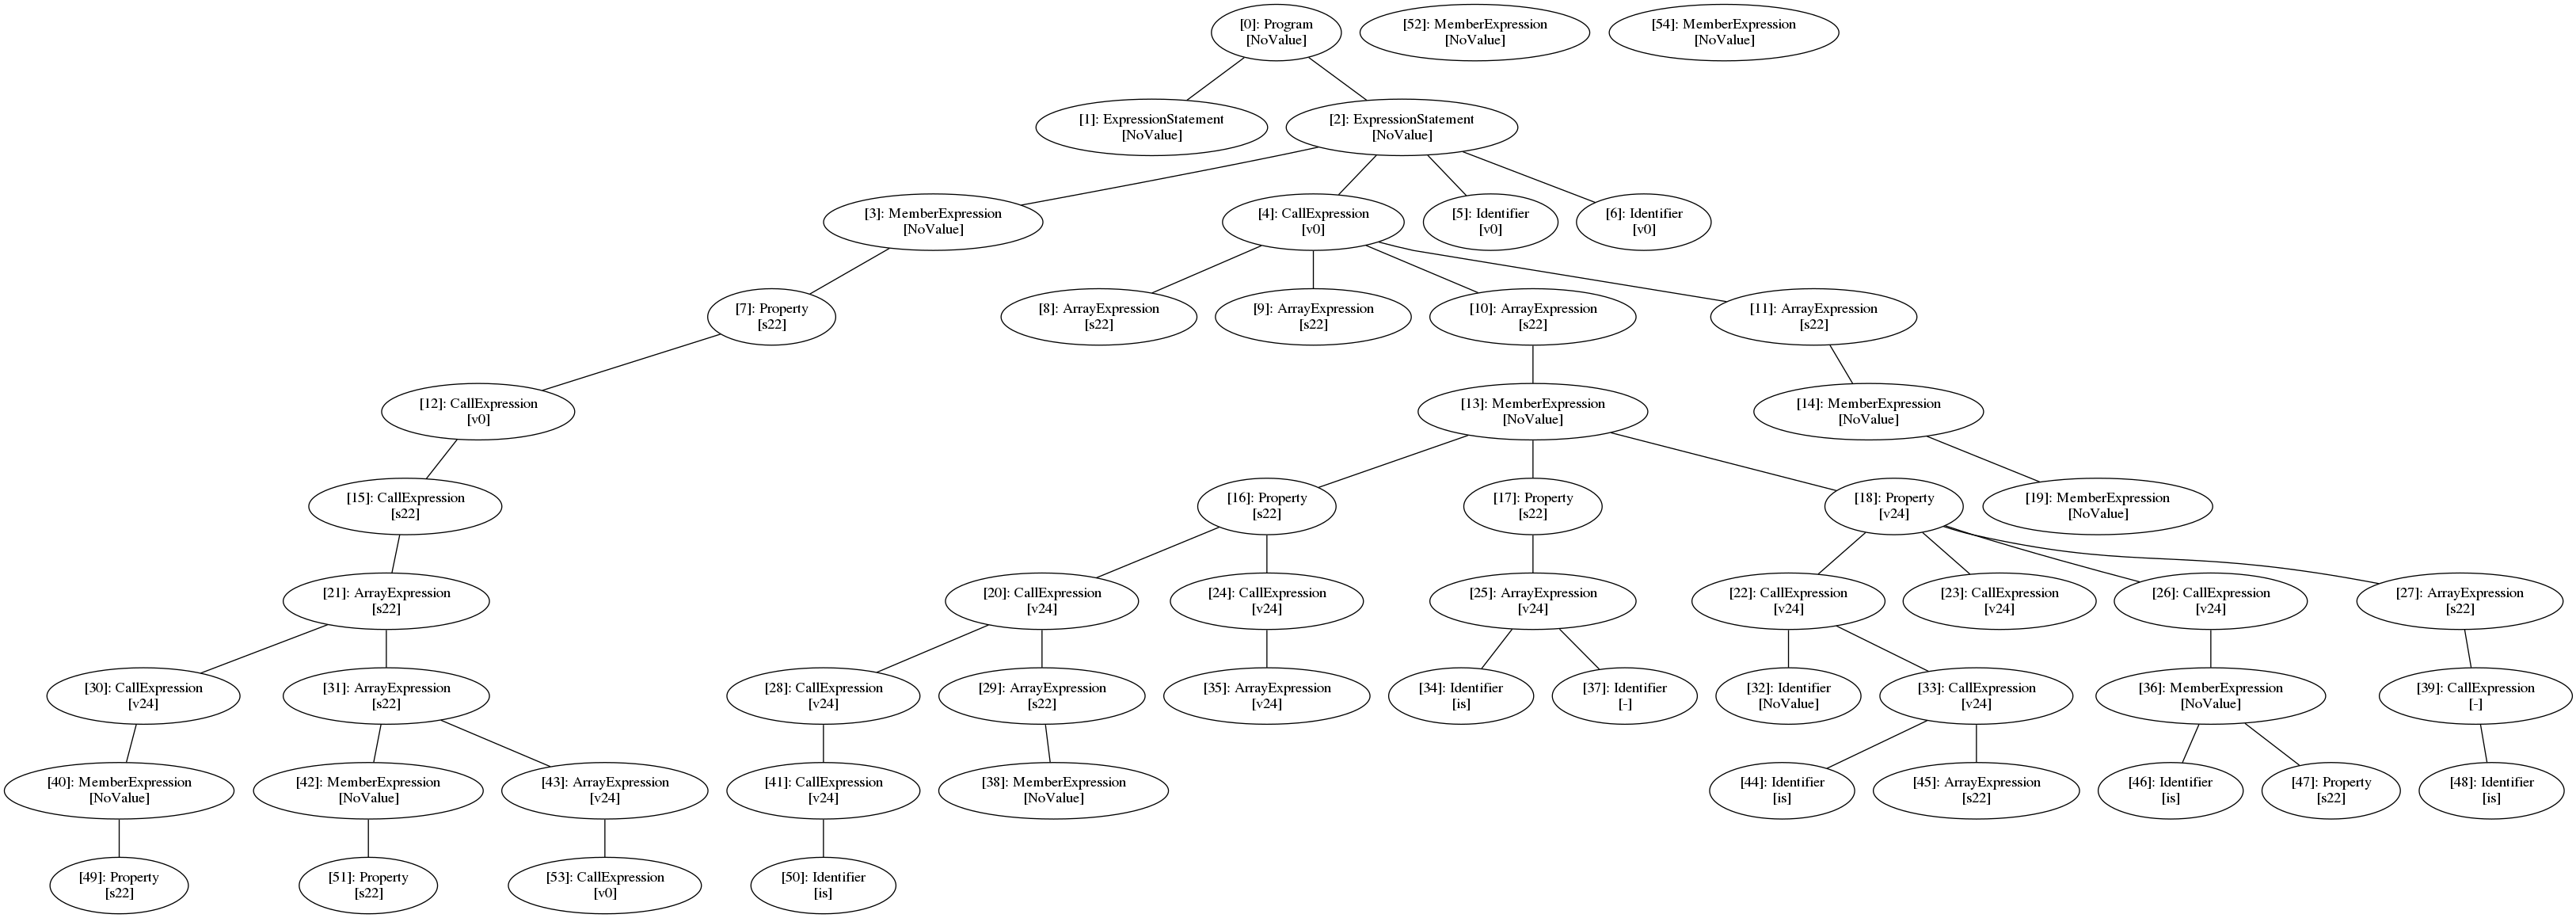 [0]: Program
[NoValue]
[52]: MemberExpression
[NoValue]
[54]: MemberExpression
[NoValue]
[1]: ExpressionStatement
[NoValue]
[2]: ExpressionStatement
[NoValue]
[3]: MemberExpression
[NoValue]
[4]: CallExpression
[v0]
[5]: Identifier
[v0]
[6]: Identifier
[v0]
[7]: Property
[s22]
[8]: ArrayExpression
[s22]
[9]: ArrayExpression
[s22]
[10]: ArrayExpression
[s22]
[11]: ArrayExpression
[s22]
[12]: CallExpression
[v0]
[13]: MemberExpression
[NoValue]
[14]: MemberExpression
[NoValue]
[15]: CallExpression
[s22]
[16]: Property
[s22]
[17]: Property
[s22]
[18]: Property
[v24]
[19]: MemberExpression
[NoValue]
[21]: ArrayExpression
[s22]
[20]: CallExpression
[v24]
[24]: CallExpression
[v24]
[25]: ArrayExpression
[v24]
[22]: CallExpression
[v24]
[23]: CallExpression
[v24]
[26]: CallExpression
[v24]
[27]: ArrayExpression
[s22]
[30]: CallExpression
[v24]
[31]: ArrayExpression
[s22]
[28]: CallExpression
[v24]
[29]: ArrayExpression
[s22]
[35]: ArrayExpression
[v24]
[34]: Identifier
[is]
[37]: Identifier
[-]
[32]: Identifier
[NoValue]
[33]: CallExpression
[v24]
[36]: MemberExpression
[NoValue]
[39]: CallExpression
[-]
[40]: MemberExpression
[NoValue]
[42]: MemberExpression
[NoValue]
[43]: ArrayExpression
[v24]
[41]: CallExpression
[v24]
[38]: MemberExpression
[NoValue]
[44]: Identifier
[is]
[45]: ArrayExpression
[s22]
[46]: Identifier
[is]
[47]: Property
[s22]
[48]: Identifier
[is]
[49]: Property
[s22]
[51]: Property
[s22]
[53]: CallExpression
[v0]
[50]: Identifier
[is]